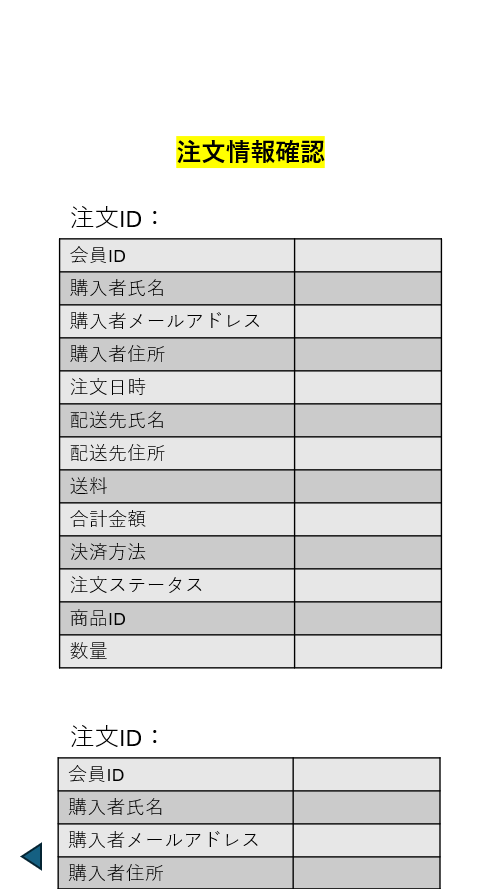 注文情報確認
注文ID：
会員ID
購入者氏名
購入者メールアドレス
購入者住所
注文日時
配送先氏名
配送先住所
送料
合計金額
決済方法
注文ステータス
商品ID
数量
注文ID：
会員ID
購入者氏名
購入者メールアドレス
購入者住所